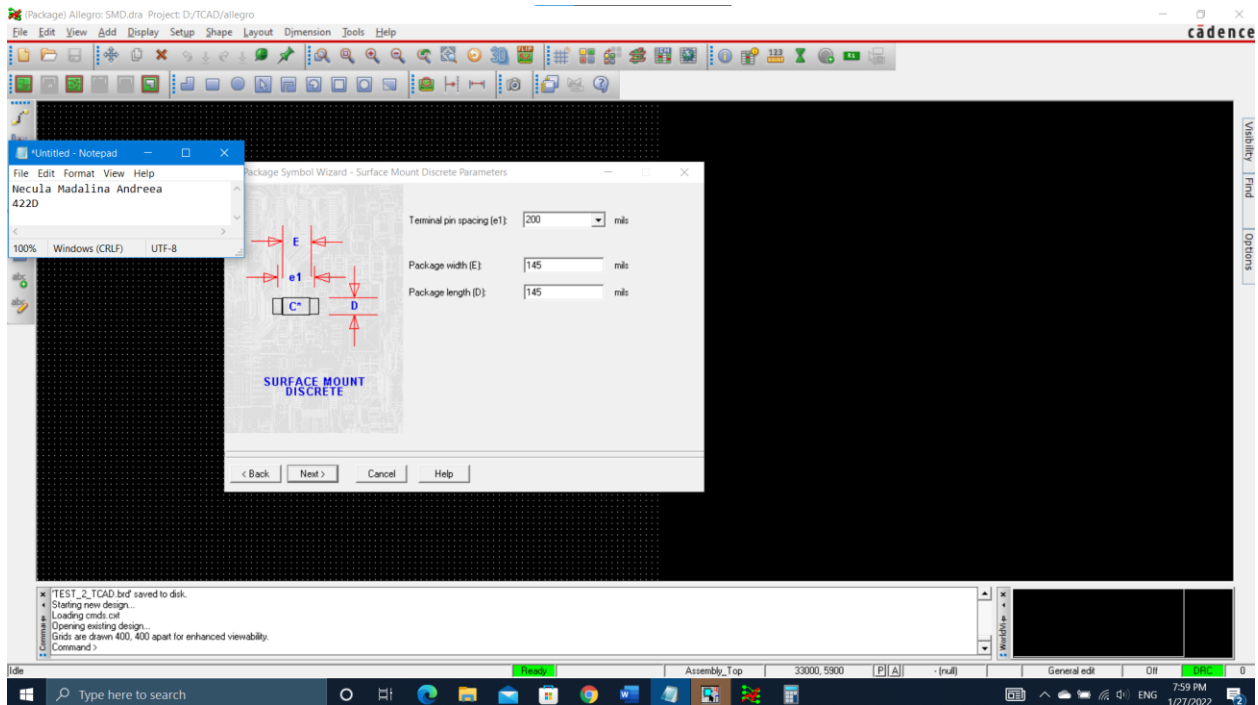 (Package) Allegro: SMD.dra Project: D:/TCAD/allegro
File Edit View Add Display Setup Shape Layout Dimension Tools Help
cādence
*Untitled - Notepad
File Edit Format View Help
Necula Madalina Andreea
422D
100% Windows (CRLF) UTF-8
Package Symbol Wizard - Surface Mount Discrete Parameters
Terminal pin spacing (e1): 200 mils
Package width (E): 145 mils
Package length (D): 145 mils
E
e1
C*
D
SURFACE MOUNT
DISCRETE
< Back Next > Cancel Help
Visibility
Find
Options
'TEST_2_TCAD.brd' saved to disk.
Starting new design...
Loading cmds.cxt
Opening existing design...
Grids are drawn 400, 400 apart for enhanced viewability.
Command >
Idle Ready Assembly_Top 33000, 5900 P A - (null) General edit Off DRC 0
Type here to search
ENG
7:59 PM
1/27/2022